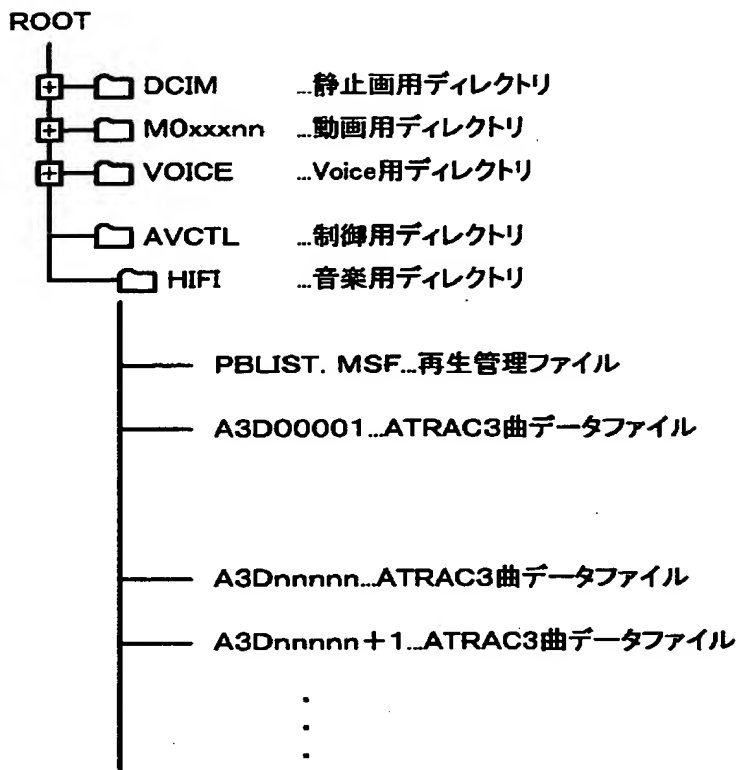 ROOT
DCIM ...静止画用ディレクトリ
M0xxxnn ...動画用ディレクトリ
VOICE ...Voice用ディレクトリ
AVCTL ...制御用ディレクトリ
HIFI ...音楽用ディレクトリ
PBLIST. MSF...再生管理ファイル
A3D00001...ATRAC3曲データファイル
A3Dnnnnn...ATRAC3曲データファイル
A3Dnnnnn+1...ATRAC3曲データファイル